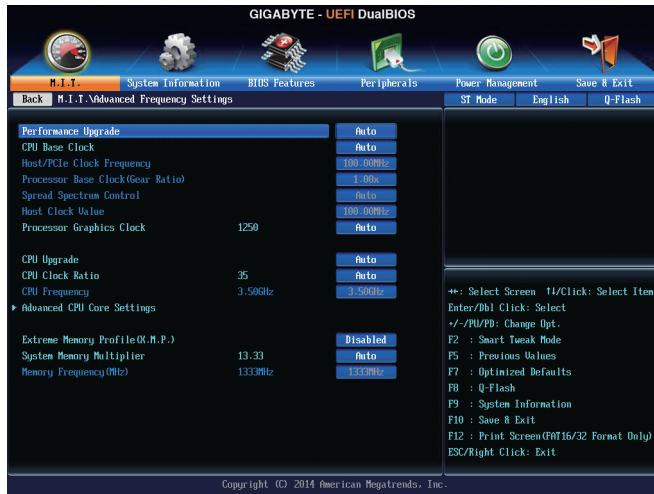 GIGABYTE - UEFI DualBIOS
M.I.T. System Information BIOS Features Peripherals Power Management Save & Exit
Back M.I.T.\Advanced Frequency Settings ST Mode English Q-Flash
Performance Upgrade Auto
CPU Base Clock Auto
Host/PCIe Clock Frequency 100.00MHz
Processor Base Clock(Gear Ratio) 1.00x
Spread Spectrum Control Auto
Host Clock Value 100.00MHz
Processor Graphics Clock 1250 Auto
CPU Upgrade Auto
CPU Clock Ratio 35 Auto
CPU Frequency 3.50GHz 3.50GHz
Advanced CPU Core Settings
Extreme Memory Profile(X.M.P.) Disabled
System Memory Multiplier 13.33 Auto
Memory Frequency(MHz) 1333MHz 1333MHz
→←: Select Screen ↑↓/Click: Select Item
Enter/Dbl Click: Select
+/-/PU/PD: Change Opt.
F2 : Smart Tweak Mode
F5 : Previous Values
F7 : Optimized Defaults
F8 : Q-Flash
F9 : System Information
F10 : Save & Exit
F12 : Print Screen(FAT16/32 Format Only)
ESC/Right Click: Exit
Copyright (C) 2014 American Megatrends, Inc.